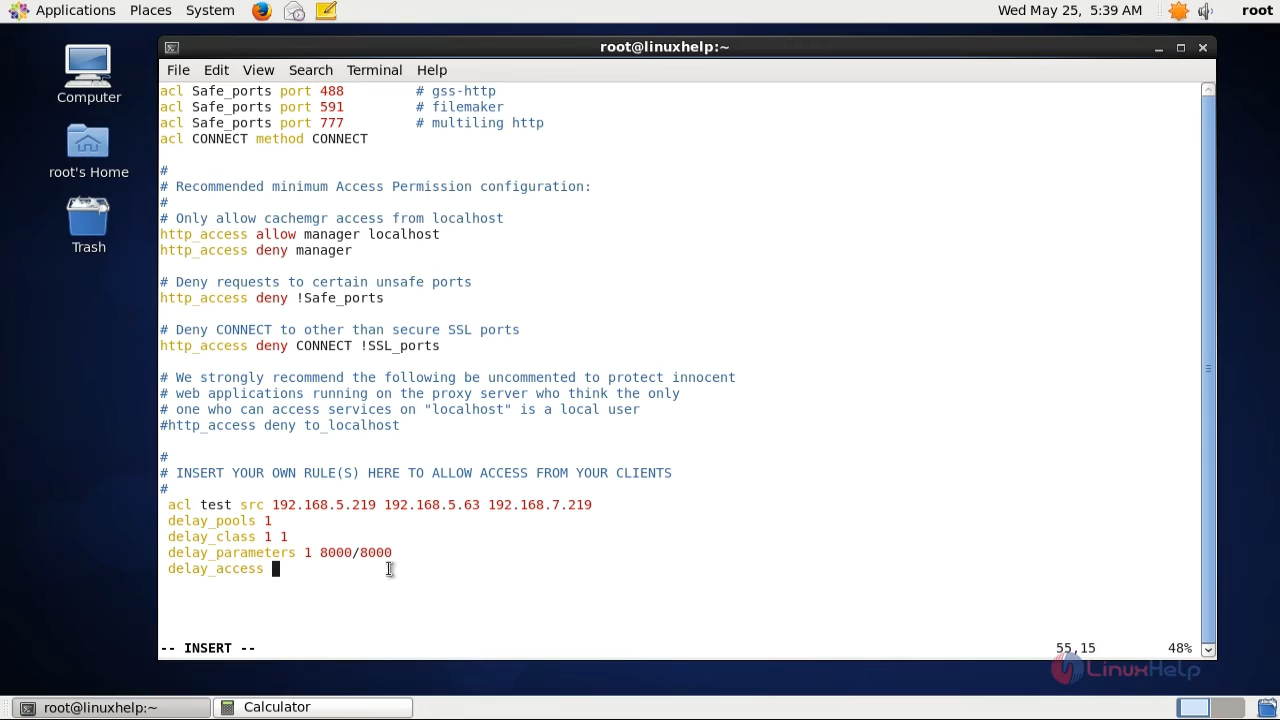 Applications Places System Wed May 25, 5:39 AM root
root@linuxhelp:~
File Edit View Search Terminal Help
Computer
root's Home
Trash
acl Safe_ports port 488 # gss-http
acl Safe_ports port 591 # filemaker
acl Safe_ports port 777 # multiling http
acl CONNECT method CONNECT
#
# Recommended minimum Access Permission configuration:
#
# Only allow cachemgr access from localhost
http_access allow manager localhost
http_access deny manager
# Deny requests to certain unsafe ports
http_access deny !Safe_ports
# Deny CONNECT to other than secure SSL ports
http_access deny CONNECT !SSL_ports
# We strongly recommend the following be uncommented to protect innocent
# web applications running on the proxy server who think the only
# one who can access services on "localhost" is a local user
#http_access deny to_localhost
#
# INSERT YOUR OWN RULE(S) HERE TO ALLOW ACCESS FROM YOUR CLIENTS
#
acl test src 192.168.5.219 192.168.5.63 192.168.7.219
delay_pools 1
delay_class 1 1
delay_parameters 1 8000/8000
delay_access
-- INSERT -- 55,15 48%
LinuxHelp
root@linuxhelp:~ Calculator